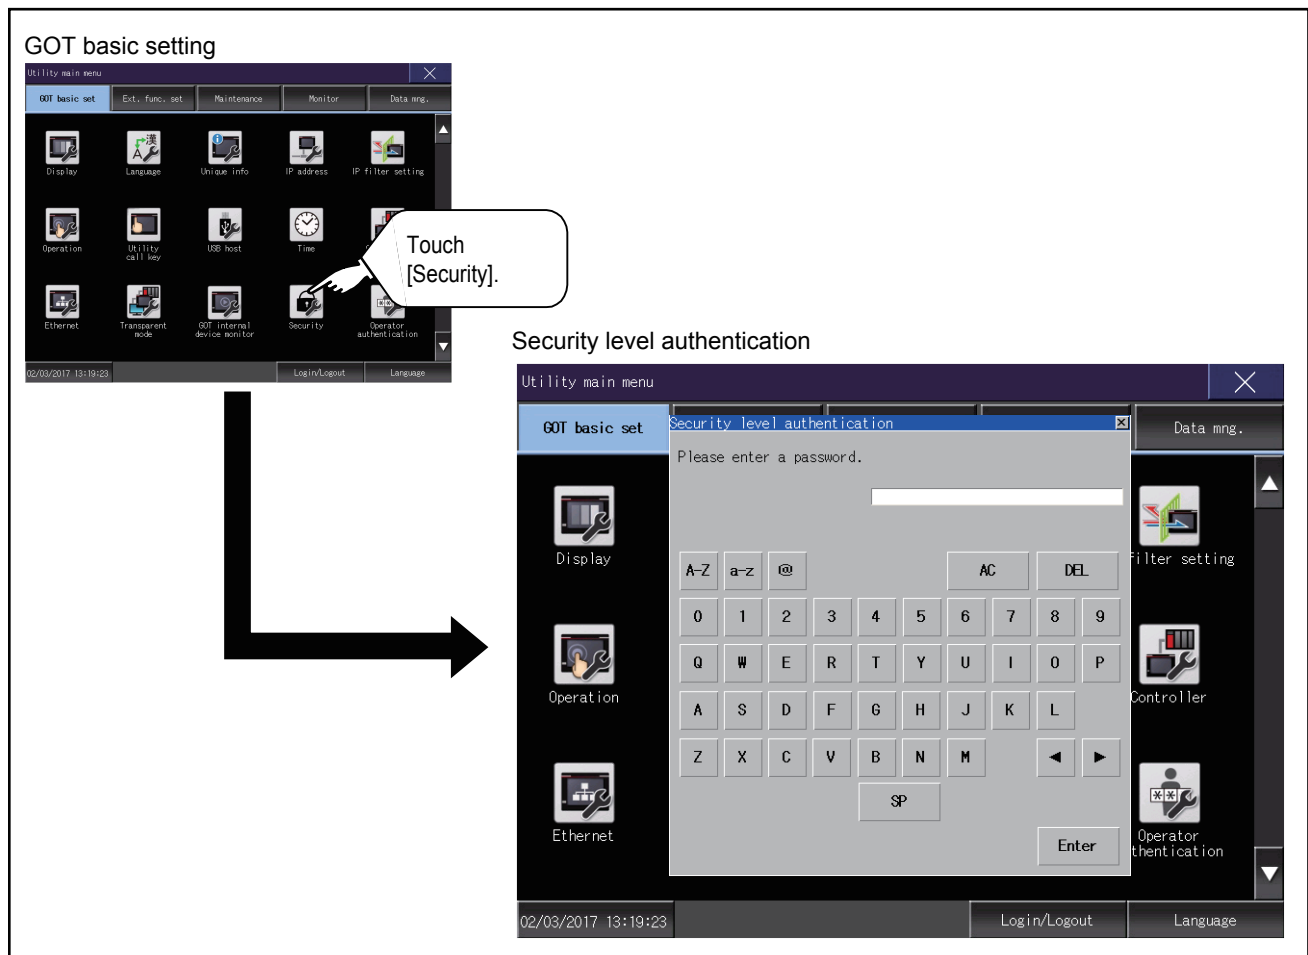 GOT basic setting
Utility main menu
GOT basic set Ext. func. set Maintenance Monitor Data mng.
Display Language Unique info IP address IP filter setting
Operation Utility call key USB host Time
Touch
[Security].
Ethernet Transparent mode GOT internal device monitor Security Operator authentication
02/03/2017 13:19:23 Login/Logout Language
Security level authentication
Utility main menu
GOT basic set Data mng.
Security level authentication
Please enter a password.
Display filter setting
A-Z a-z @ AC DEL
0 1 2 3 4 5 6 7 8 9
Q W E R T Y U I O P
Operation Controller
A S D F G H J K L
Z X C V B N M ◄ ►
SP
Ethernet Operator
thentication
Enter
02/03/2017 13:19:23 Login/Logout Language